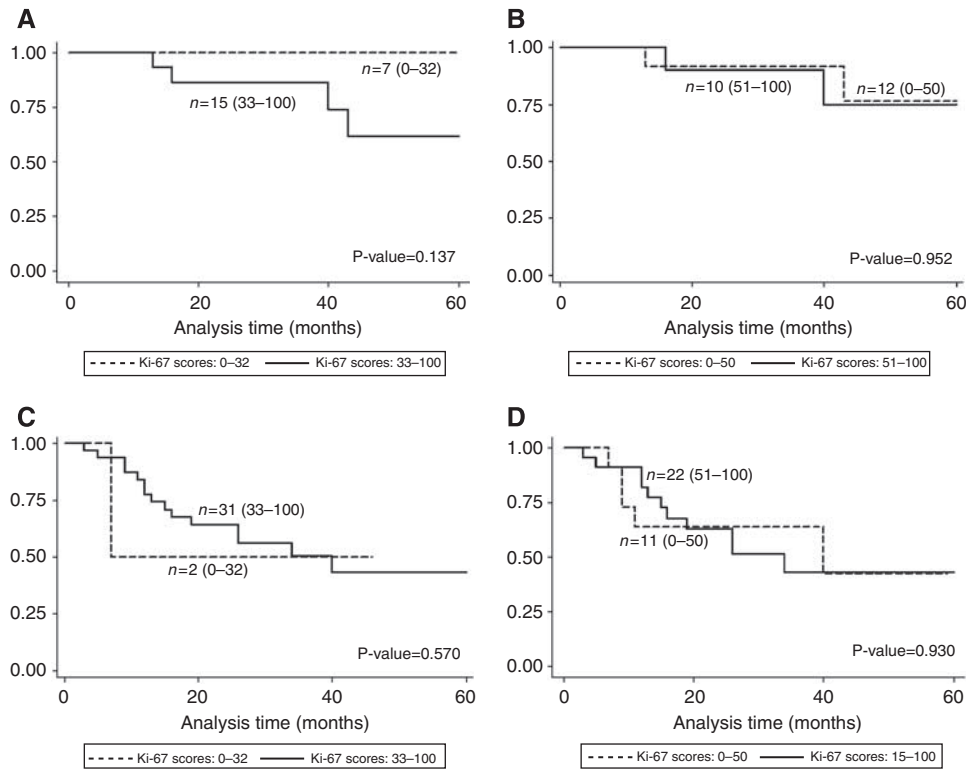 A
1.00
0.75
0.50
0.25
0.00
n=7 (0–32)
n=15 (33–100)
P-value=0.137
0 20 40 60
Analysis time (months)
Ki-67 scores: 0–32 Ki-67 scores: 33–100
B
1.00
0.75
0.50
0.25
0.00
n=10 (51–100)
n=12 (0–50)
P-value=0.952
0 20 40 60
Analysis time (months)
Ki-67 scores: 0–50 Ki-67 scores: 51–100
C
1.00
0.75
0.50
0.25
0.00
n=31 (33–100)
n=2 (0–32)
P-value=0.570
0 20 40 60
Analysis time (months)
Ki-67 scores: 0–32 Ki-67 scores: 33–100
D
1.00
0.75
0.50
0.25
0.00
n=22 (51–100)
n=11 (0–50)
P-value=0.930
0 20 40 60
Analysis time (months)
Ki-67 scores: 0–50 Ki-67 scores: 15–100